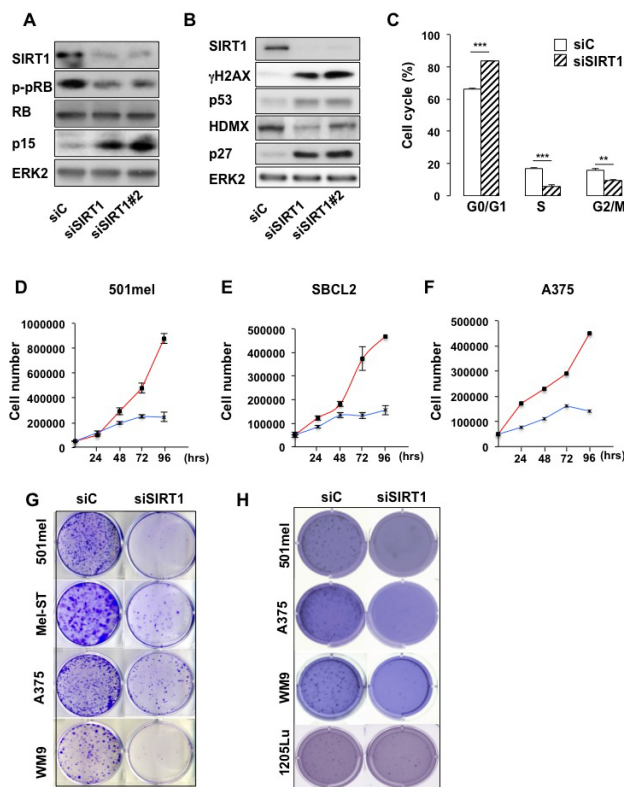 A
SIRT1
p-pRB
RB
p15
ERK2
siC
siSIRT1
siSIRT1#2
B
SIRT1
γH2AX
p53
HDMX
p27
ERK2
siC
siSIRT1
siSIRT1#2
C
Cell cycle (%)
100
80
60
40
20
0
***
***
**
siC
siSIRT1
G0/G1 S G2/M
D 501mel
Cell number
1000000
800000
600000
400000
200000
0
24 48 72 96 (hrs)
E SBCL2
Cell number
500000
400000
300000
200000
100000
0
24 48 72 96 (hrs)
F A375
Cell number
500000
400000
300000
200000
100000
0
24 48 72 96 (hrs)
G siC siSIRT1
501mel
Mel-ST
A375
WM9
H siC siSIRT1
501mel
A375
WM9
1205Lu